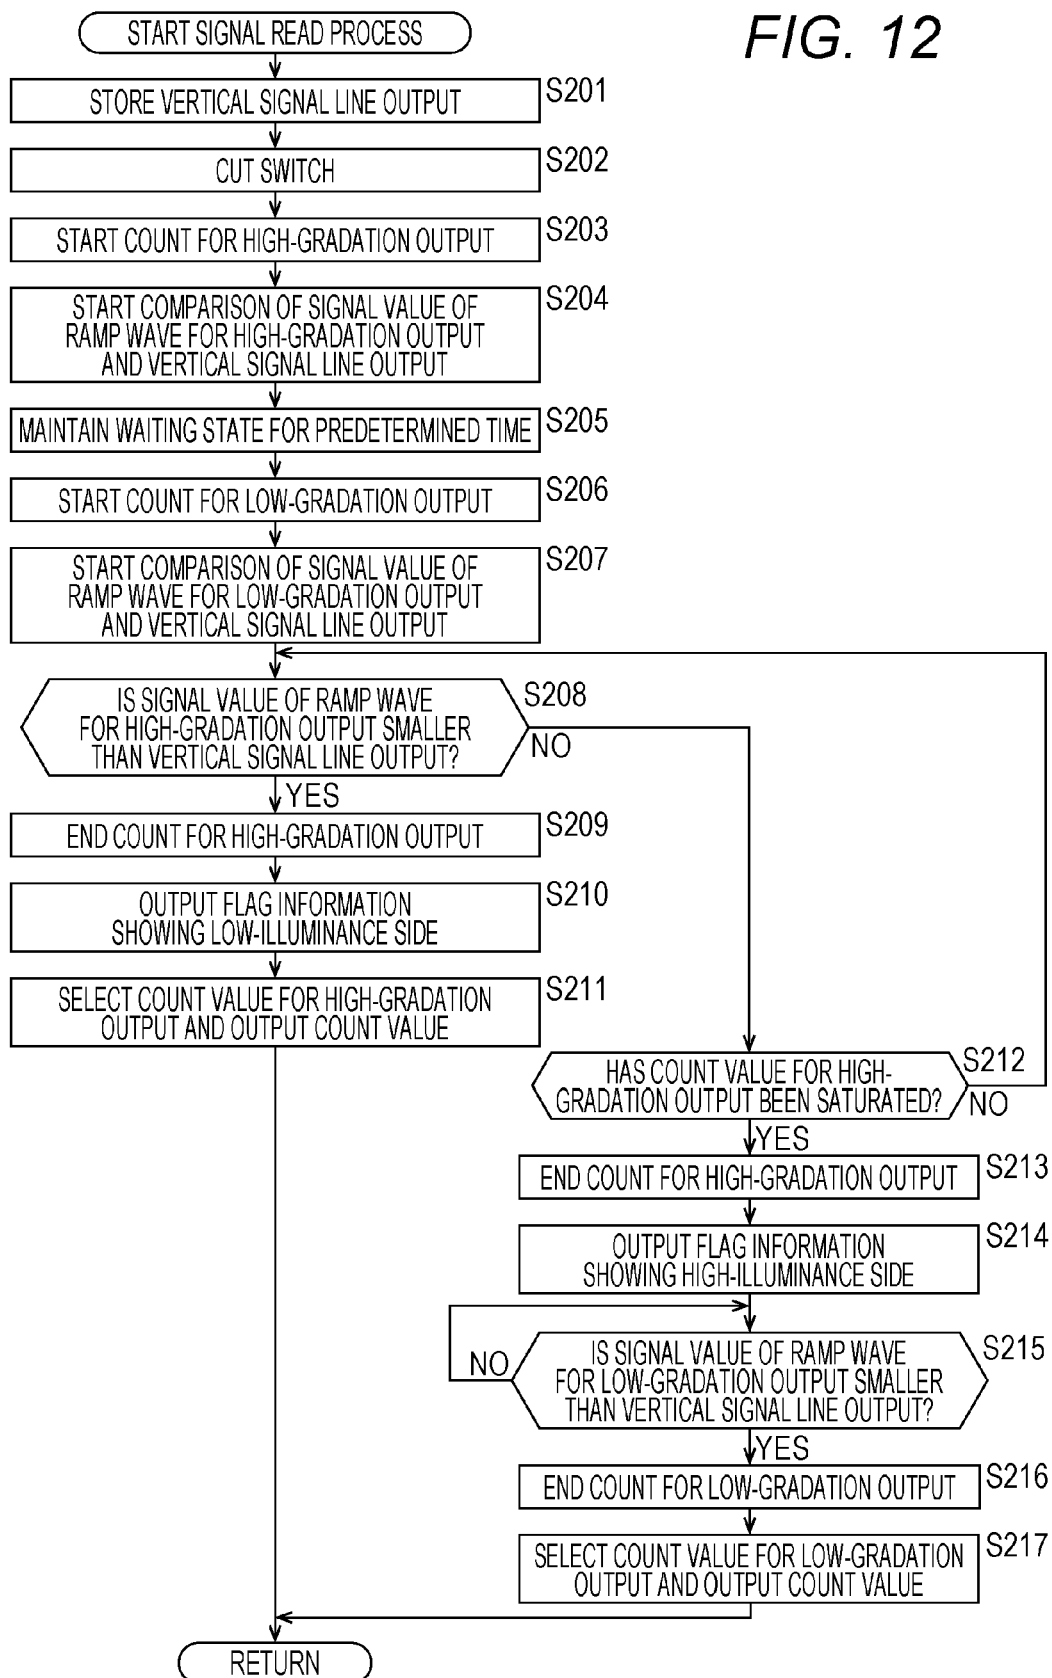 FIG. 12
START SIGNAL READ PROCESS
STORE VERTICAL SIGNAL LINE OUTPUT
S201
CUT SWITCH
S202
START COUNT FOR HIGH-GRADATION OUTPUT
S203
START COMPARISON OF SIGNAL VALUE OF
RAMP WAVE FOR HIGH-GRADATION OUTPUT
AND VERTICAL SIGNAL LINE OUTPUT
S204
MAINTAIN WAITING STATE FOR PREDETERMINED TIME
S205
START COUNT FOR LOW-GRADATION OUTPUT
S206
START COMPARISON OF SIGNAL VALUE OF
RAMP WAVE FOR LOW-GRADATION OUTPUT
AND VERTICAL SIGNAL LINE OUTPUT
S207
IS SIGNAL VALUE OF RAMP WAVE
FOR HIGH-GRADATION OUTPUT SMALLER
THAN VERTICAL SIGNAL LINE OUTPUT?
S208
NO
YES
END COUNT FOR HIGH-GRADATION OUTPUT
S209
OUTPUT FLAG INFORMATION
SHOWING LOW-ILLUMINANCE SIDE
S210
SELECT COUNT VALUE FOR HIGH-GRADATION
OUTPUT AND OUTPUT COUNT VALUE
S211
HAS COUNT VALUE FOR HIGH-
GRADATION OUTPUT BEEN SATURATED?
S212
NO
YES
END COUNT FOR HIGH-GRADATION OUTPUT
S213
OUTPUT FLAG INFORMATION
SHOWING HIGH-ILLUMINANCE SIDE
S214
IS SIGNAL VALUE OF RAMP WAVE
FOR LOW-GRADATION OUTPUT SMALLER
THAN VERTICAL SIGNAL LINE OUTPUT?
S215
NO
YES
END COUNT FOR LOW-GRADATION OUTPUT
S216
SELECT COUNT VALUE FOR LOW-GRADATION
OUTPUT AND OUTPUT COUNT VALUE
S217
RETURN